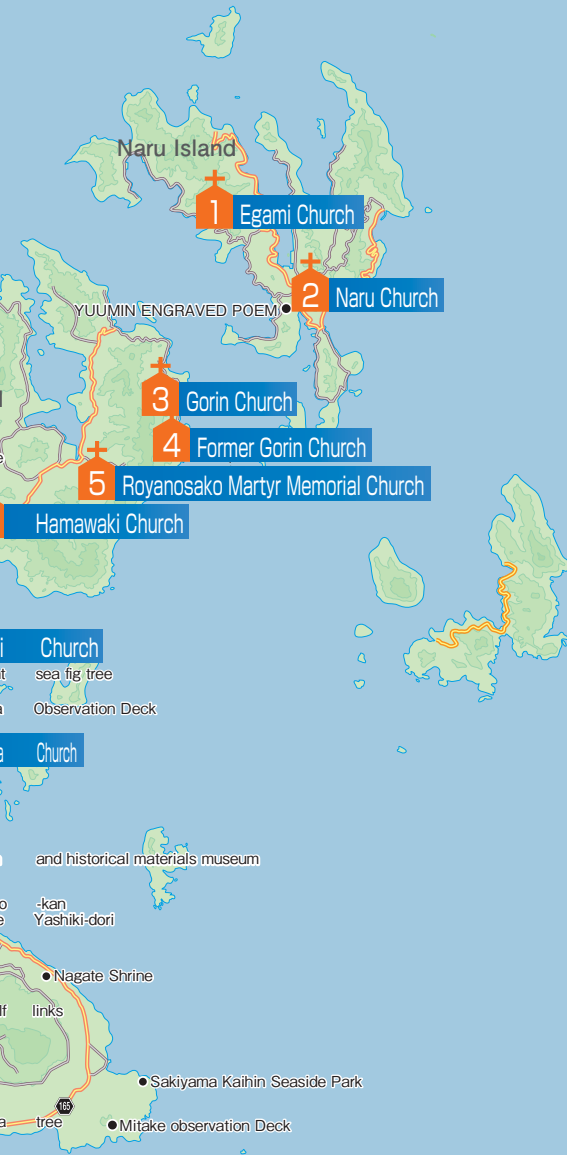 Naru Island
1 Egami Church
2 Naru Church
YUUMIN ENGRAVED POEM
3 Gorin Church
4 Former Gorin Church
5 Royanosako Martyr Memorial Church
Hamawaki Church
Church
sea fig tree
Observation Deck
Church
and historical materials museum
-kan
Yashiki-dori
Nagate Shrine
links
Sakiyama Kaihin Seaside Park
165
tree
Mitake observation Deck